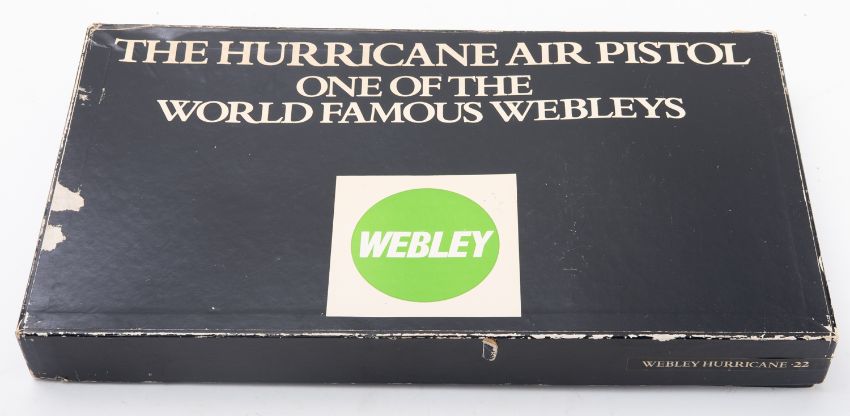 THE HURRICANE AIR PISTOL
ONE OF THE
WORLD FAMOUS WEBLEYS
WEBLEY
WEBLEY HURRICANE ·22